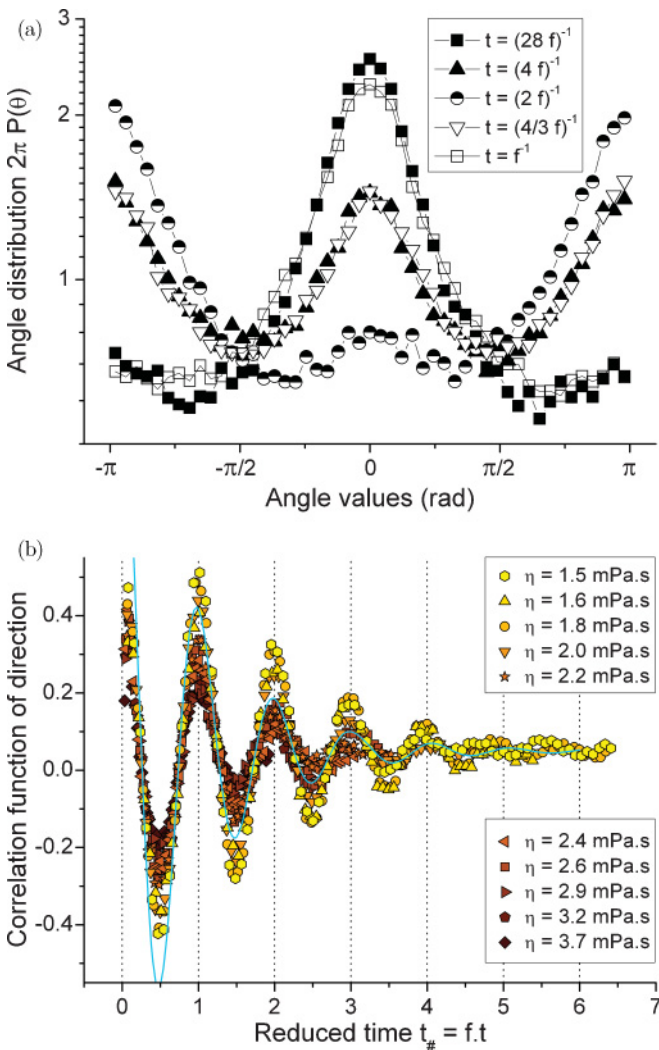 (a)
3
2
1
Angle distribution 2π P(θ)
t = (28 f)⁻¹
t = (4 f)⁻¹
t = (2 f)⁻¹
t = (4/3 f)⁻¹
t = f⁻¹
-π -π/2 0 π/2 π
Angle values (rad)
(b)
0.4
0.2
0.0
-0.2
-0.4
Correlation function of direction
η = 1.5 mPa.s
η = 1.6 mPa.s
η = 1.8 mPa.s
η = 2.0 mPa.s
η = 2.2 mPa.s
η = 2.4 mPa.s
η = 2.6 mPa.s
η = 2.9 mPa.s
η = 3.2 mPa.s
η = 3.7 mPa.s
0 1 2 3 4 5 6 7
Reduced time t# = f.t